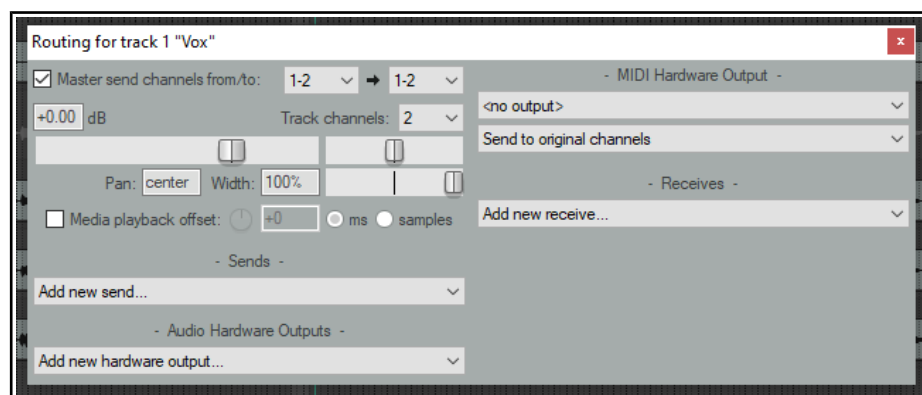 Routing for track 1 "Vox"
x
Master send channels from/to: 1-2 → 1-2
+0.00 dB Track channels: 2
Pan: center Width: 100%
Media playback offset: +0 ms samples
- Sends -
Add new send...
- Audio Hardware Outputs -
Add new hardware output...
- MIDI Hardware Output -
<no output>
Send to original channels
- Receives -
Add new receive...